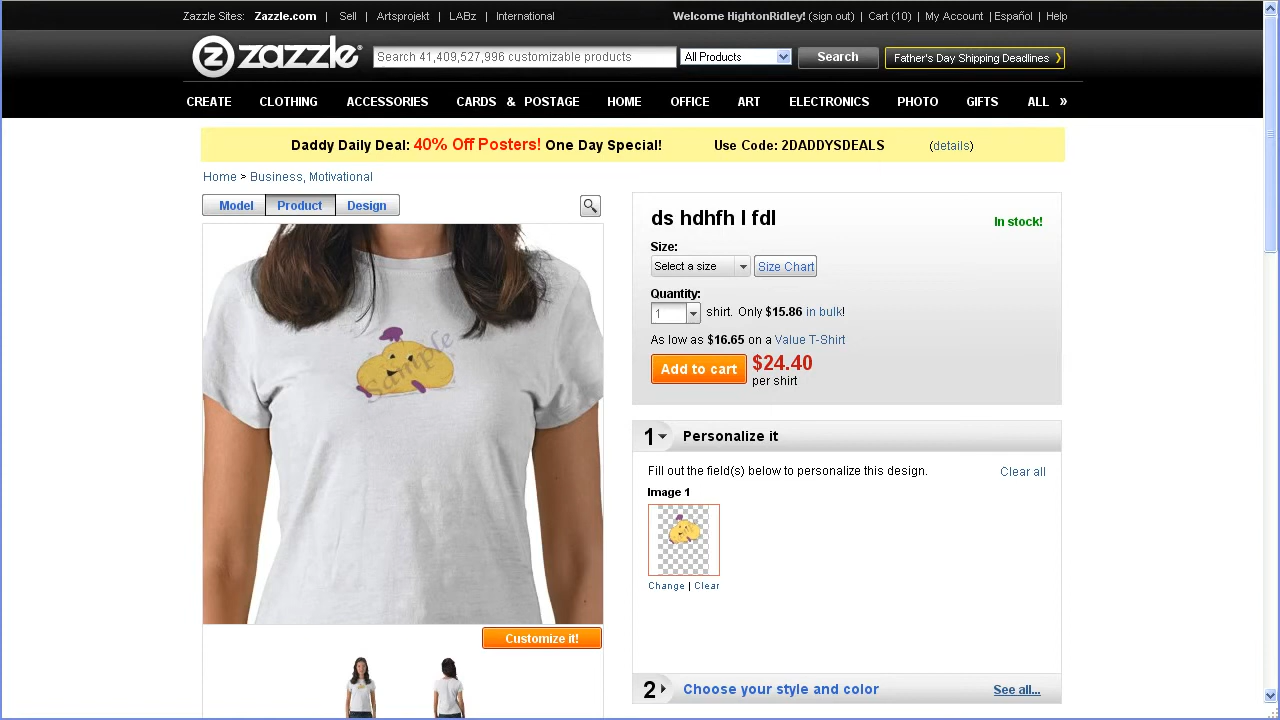 Zazzle Sites: Zazzle.com | Sell | Artsprojekt | LABz | International
Welcome HightonRidley! (sign out) | Cart (10) | My Account | Español | Help
zazzle
Search 41,409,527,996 customizable products
All Products
Search
Father's Day Shipping Deadlines ❯
CREATE CLOTHING ACCESSORIES CARDS & POSTAGE HOME OFFICE ART ELECTRONICS PHOTO GIFTS ALL »
Daddy Daily Deal: 40% Off Posters! One Day Special! Use Code: 2DADDYSDEALS (details)
Home > Business, Motivational
Model Product Design
Sample
Customize it!
ds hdhfh l fdl
In stock!
Size:
Select a size
Size Chart
Quantity:
1 shirt. Only $15.86 in bulk!
As low as $16.65 on a Value T-Shirt
Add to cart $24.40
per shirt
1 Personalize it
Fill out the field(s) below to personalize this design. Clear all
Image 1
Change | Clear
2 Choose your style and color See all...